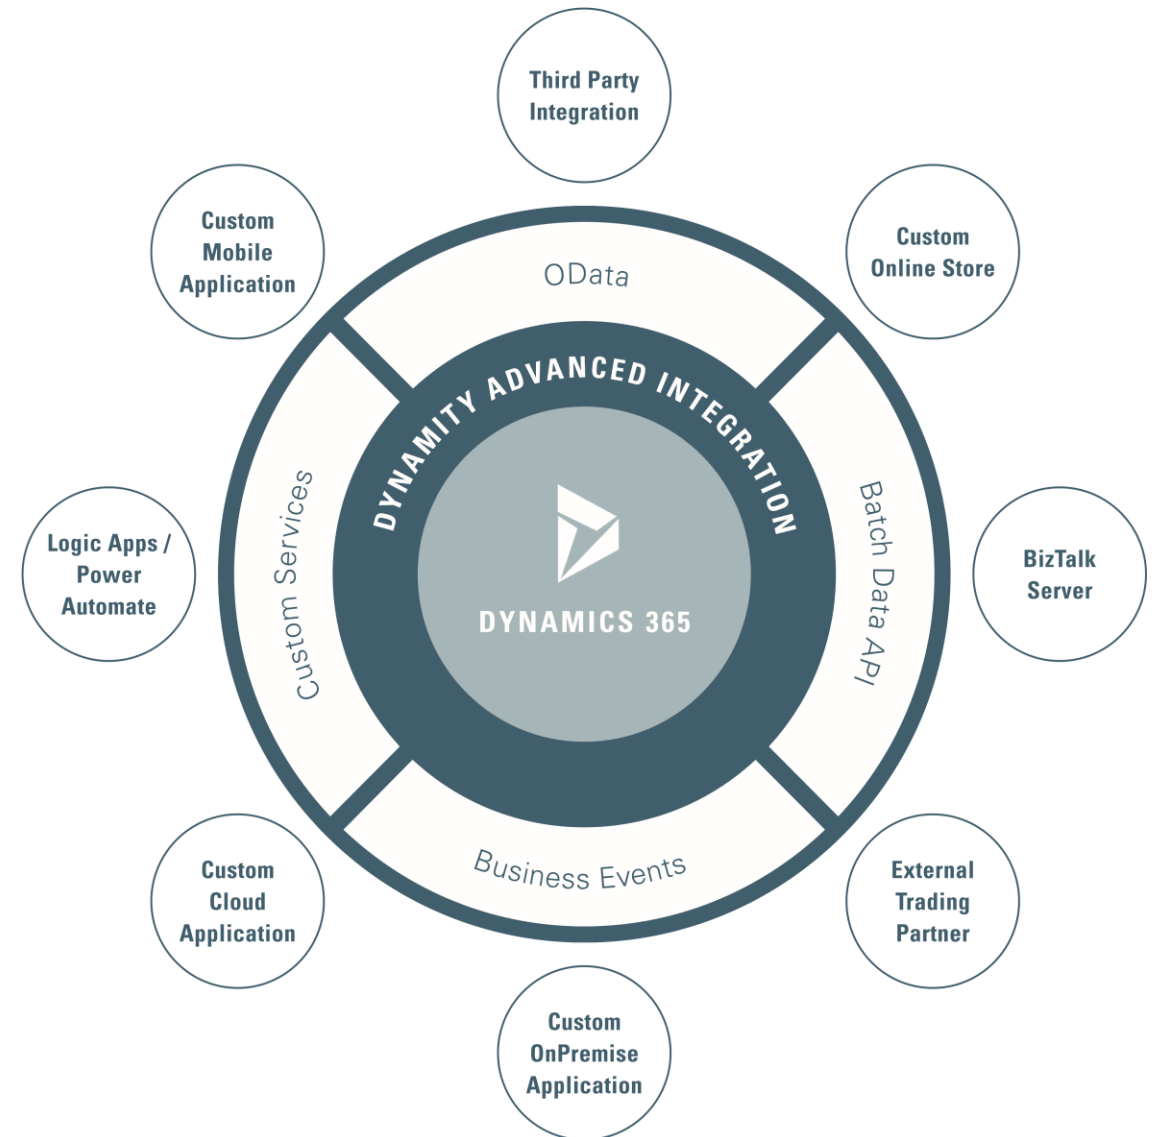 Third Party
Integration
Custom
Mobile
Application
Custom
Online Store
OData
DYNAMITY ADVANCED INTEGRATION
Custom Services
Batch Data API
DYNAMICS 365
Logic Apps /
Power
Automate
BizTalk
Server
Business Events
Custom
Cloud
Application
External
Trading
Partner
Custom
OnPremise
Application